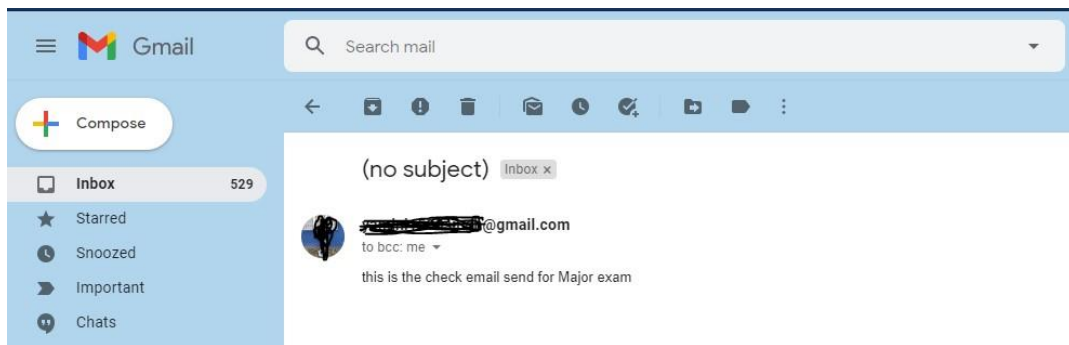 Gmail
Search mail
Compose
(no subject) Inbox x
Inbox 529
@gmail.com
Starred
to bcc: me
Snoozed
this is the check email send for Major exam
Important
Chats